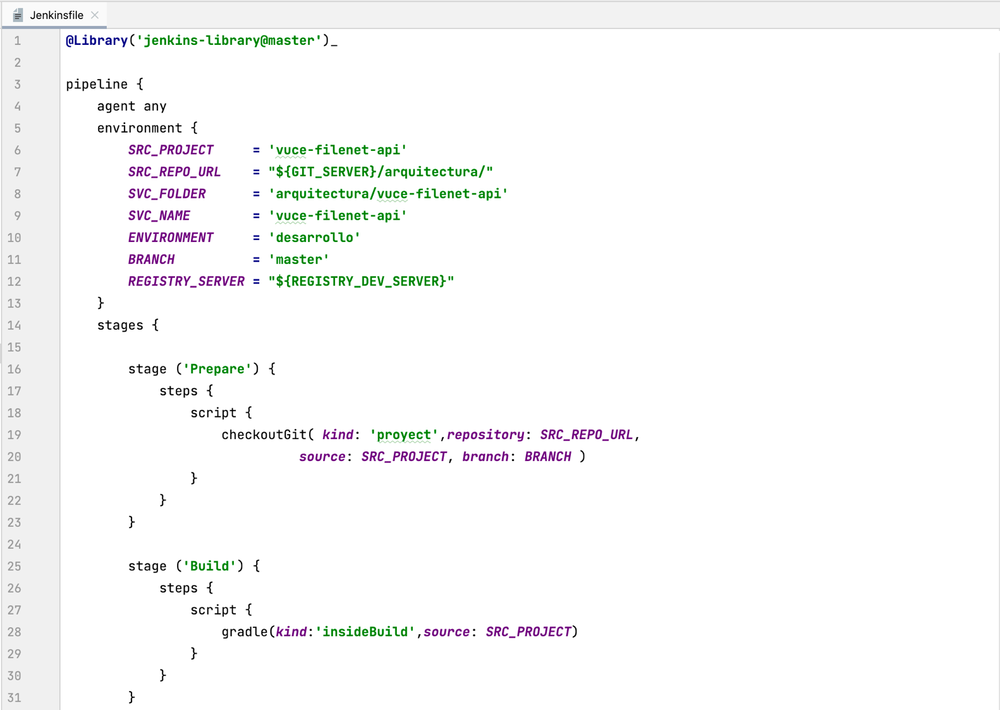 Jenkinsfile
1 @Library('jenkins-library@master')_
2
3 pipeline {
4     agent any
5     environment {
6         SRC_PROJECT     = 'vuce-filenet-api'
7         SRC_REPO_URL    = "${GIT_SERVER}/arquitectura/"
8         SVC_FOLDER      = 'arquitectura/vuce-filenet-api'
9         SVC_NAME        = 'vuce-filenet-api'
10         ENVIRONMENT     = 'desarrollo'
11         BRANCH          = 'master'
12         REGISTRY_SERVER = "${REGISTRY_DEV_SERVER}"
13     }
14     stages {
15
16         stage ('Prepare') {
17             steps {
18                 script {
19                     checkoutGit( kind: 'proyect',repository: SRC_REPO_URL,
20                               source: SRC_PROJECT, branch: BRANCH )
21                 }
22             }
23         }
24
25         stage ('Build') {
26             steps {
27                 script {
28                     gradle(kind:'insideBuild',source: SRC_PROJECT)
29                 }
30             }
31         }